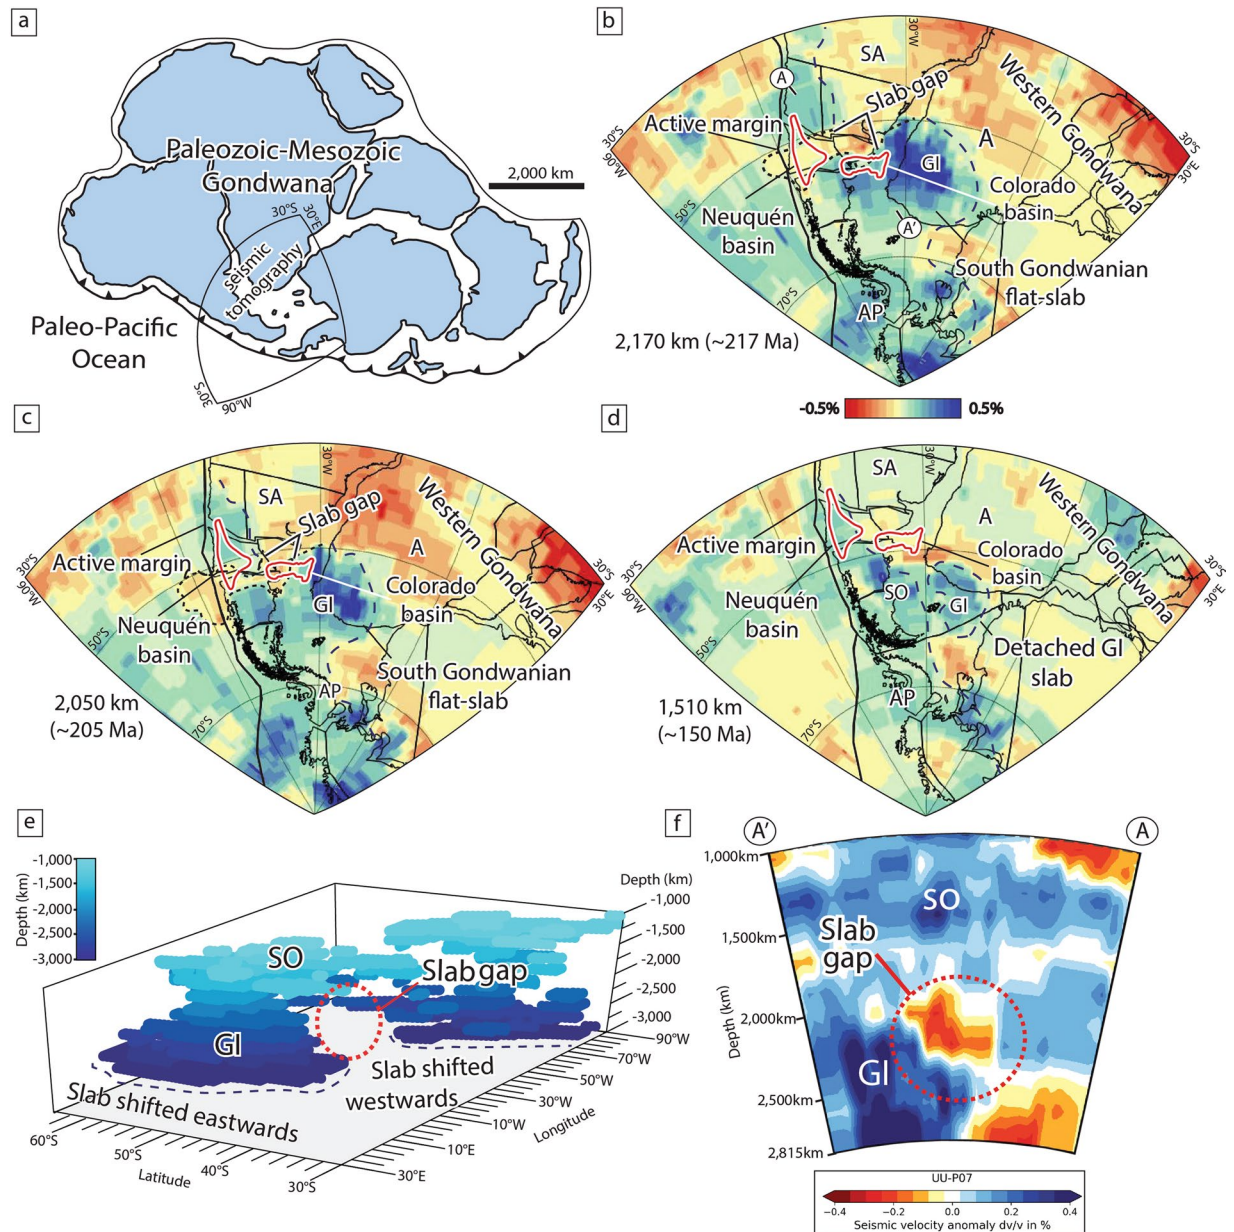 a
Paleozoic-Mesozoic
Gondwana
2,000 km
30°S
30°E
seismic
tomography
Paleo-Pacific
Ocean
30°S
90°W
b
30°W
SA
A
Slab gap
Active margin
A
Western Gondwana
30°S
90°W
30°S
30°E
GI
Colorado
basin
50°S
Neuquén
basin
A'
South Gondwanian
flat-slab
70°S
AP
2,170 km (~217 Ma)
-0.5%
0.5%
c
30°W
SA
Slab gap
Western Gondwana
Active margin
A
30°S
90°W
30°S
30°E
Colorado
basin
GI
Neuquén
basin
50°S
South Gondwanian
flat-slab
AP
2,050 km
(~205 Ma)
70°S
d
30°W
SA
Western Gondwana
A
Active margin
Colorado
basin
30°S
90°W
30°S
30°E
SO
GI
Neuquén
basin
50°S
Detached GI
slab
AP
1,510 km
(~150 Ma)
70°S
e
-1,000
-1,500
-2,000
-2,500
-3,000
Depth (km)
Depth (km)
-1,000
-1,500
-2,000
-2,500
-3,000
SO
Slab gap
GI
Slab shifted
westwards
Slab shifted eastwards
90°W
70°W
50°W
30°W
10°W
10°E
30°E
Longitude
60°S
50°S
40°S
30°S
Latitude
f
A'
A
1,000km
1,500km
2,000km
2,500km
2,815km
Depth (km)
SO
Slab
gap
GI
UU-P07
−0.4
−0.2
0.0
0.2
0.4
Seismic velocity anomaly dv/v in %